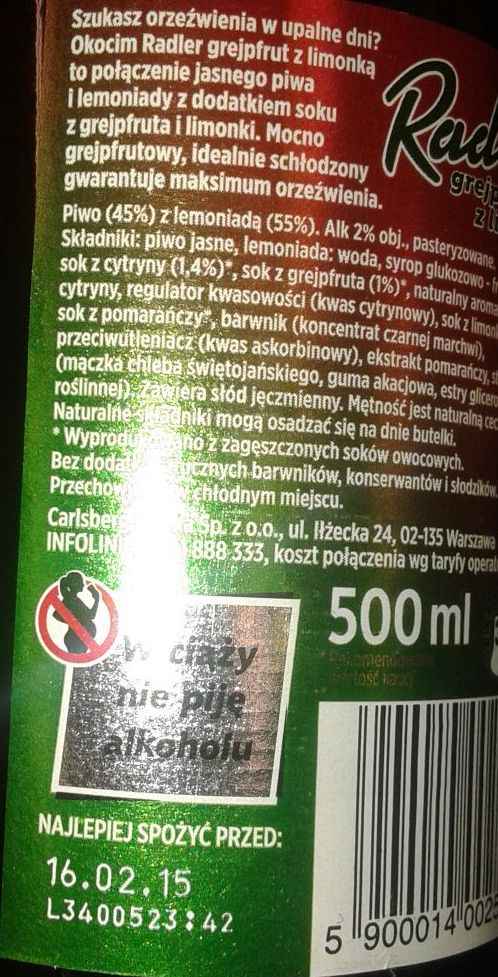 Szukasz orzeźwienia w upalne dni?
Okocim Radler grejpfrut z limonką
to połączenie jasnego piwa
i lemoniady z dodatkiem soku
z grejpfruta i limonki. Mocno
grejpfrutowy, idealnie schłodzony
gwarantuje maksimum orzeźwienia.
Piwo (45%) z lemoniadą (55%). Alk 2% obj., pasteryzowane.
Składniki: piwo jasne, lemoniada: woda, syrop glukozowo -
sok z cytryny (1,4%)*, sok z grejpfruta (1%)*, naturalny
cytryny, regulator kwasowości (kwas cytrynowy), sok z
sok z pomarańczy*, barwnik (koncentrat czarnej marchwi),
przeciwutleniacz (kwas askorbinowy), ekstrakt pomarańczy,
(mączka chleba świętojańskiego, guma akacjowa, estry
roślinnej). Zawiera słód jęczmienny. Mętność jest naturalną
Naturalne składniki mogą osadzać się na dnie butelki.
* Wyprodukowano z zagęszczonych soków owocowych.
Bez barwników, konserwantów i słodzików.
chłodnym miejscu.
Sp. z o.o., ul. Iłżecka 24, 02-135 Warszawa
888 333, koszt połączenia wg taryfy
500 ml
Rekomendowana
wartość kaucji
W ciąży
nie piję
alkoholu
NAJLEPIEJ SPOŻYĆ PRZED:
16.02.15
L3400523:42
5 900014 002